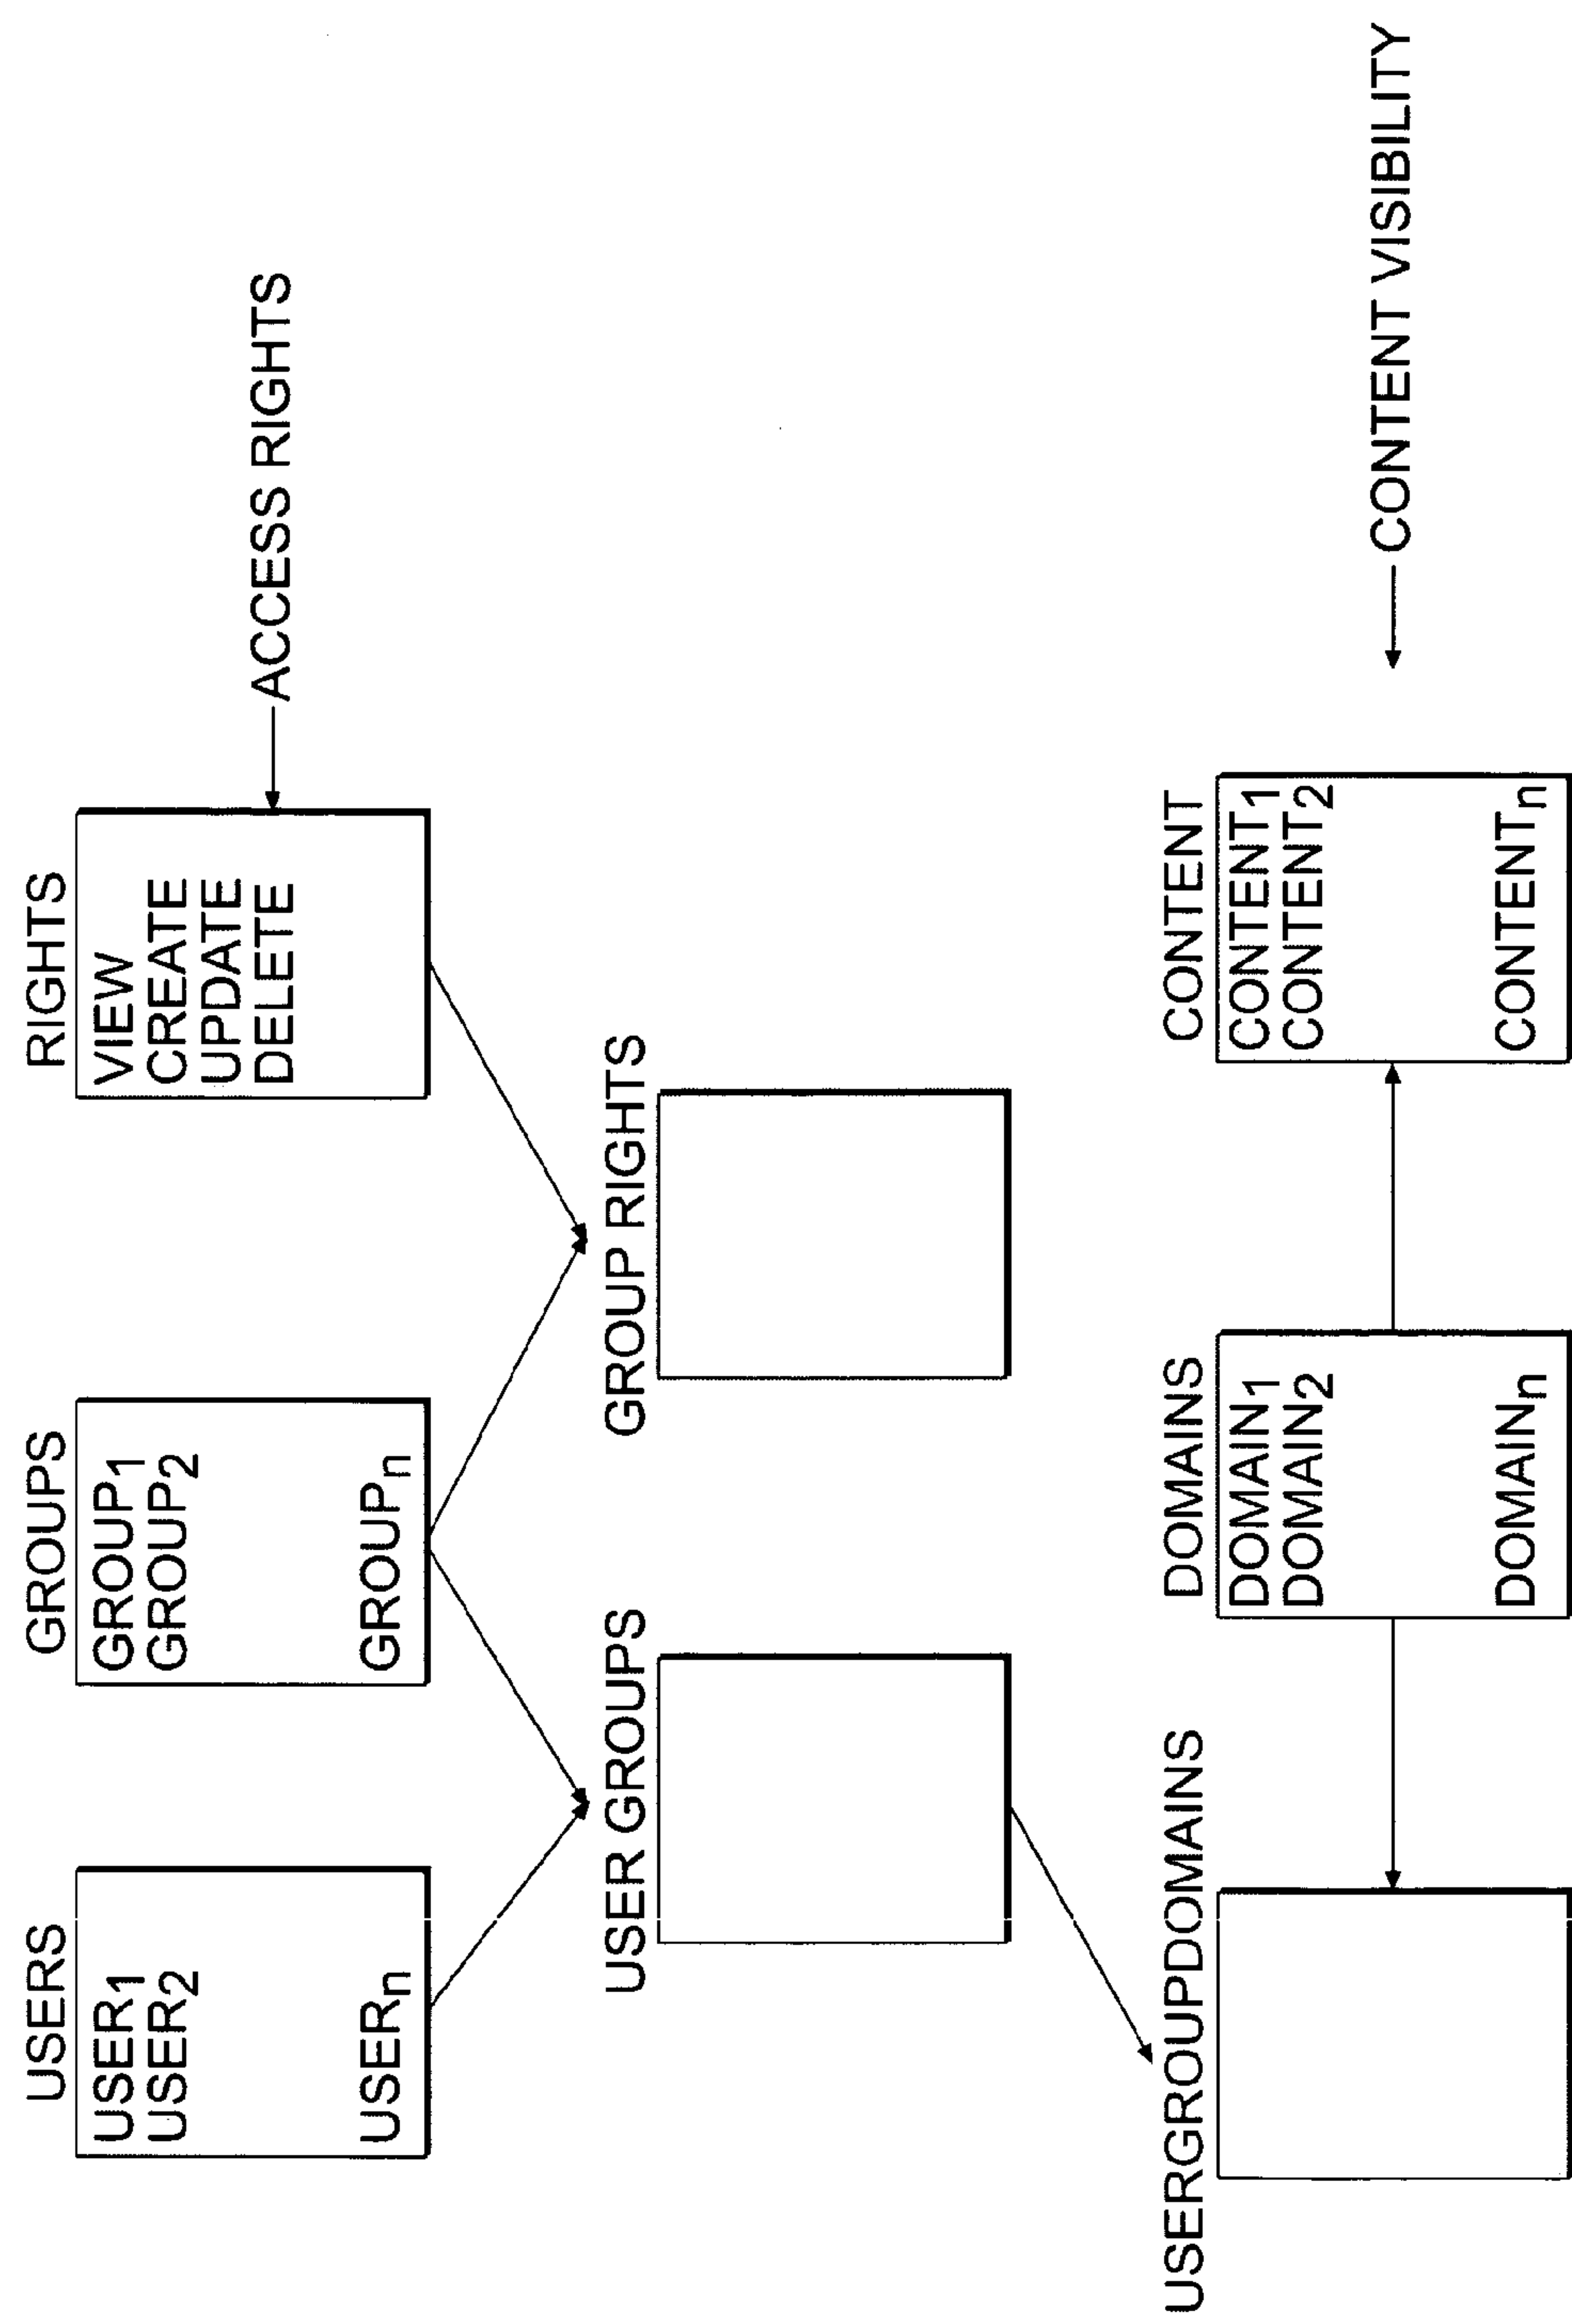 USERS
USER1
USER2
USERn
GROUPS
GROUP1
GROUP2
GROUPn
RIGHTS
VIEW
CREATE
UPDATE
DELETE
ACCESS RIGHTS
USER GROUPS
GROUP RIGHTS
USERGROUPDOMAINS
DOMAINS
DOMAIN1
DOMAIN2
DOMAINn
CONTENT
CONTENT1
CONTENT2
CONTENTn
CONTENT VISIBILITY